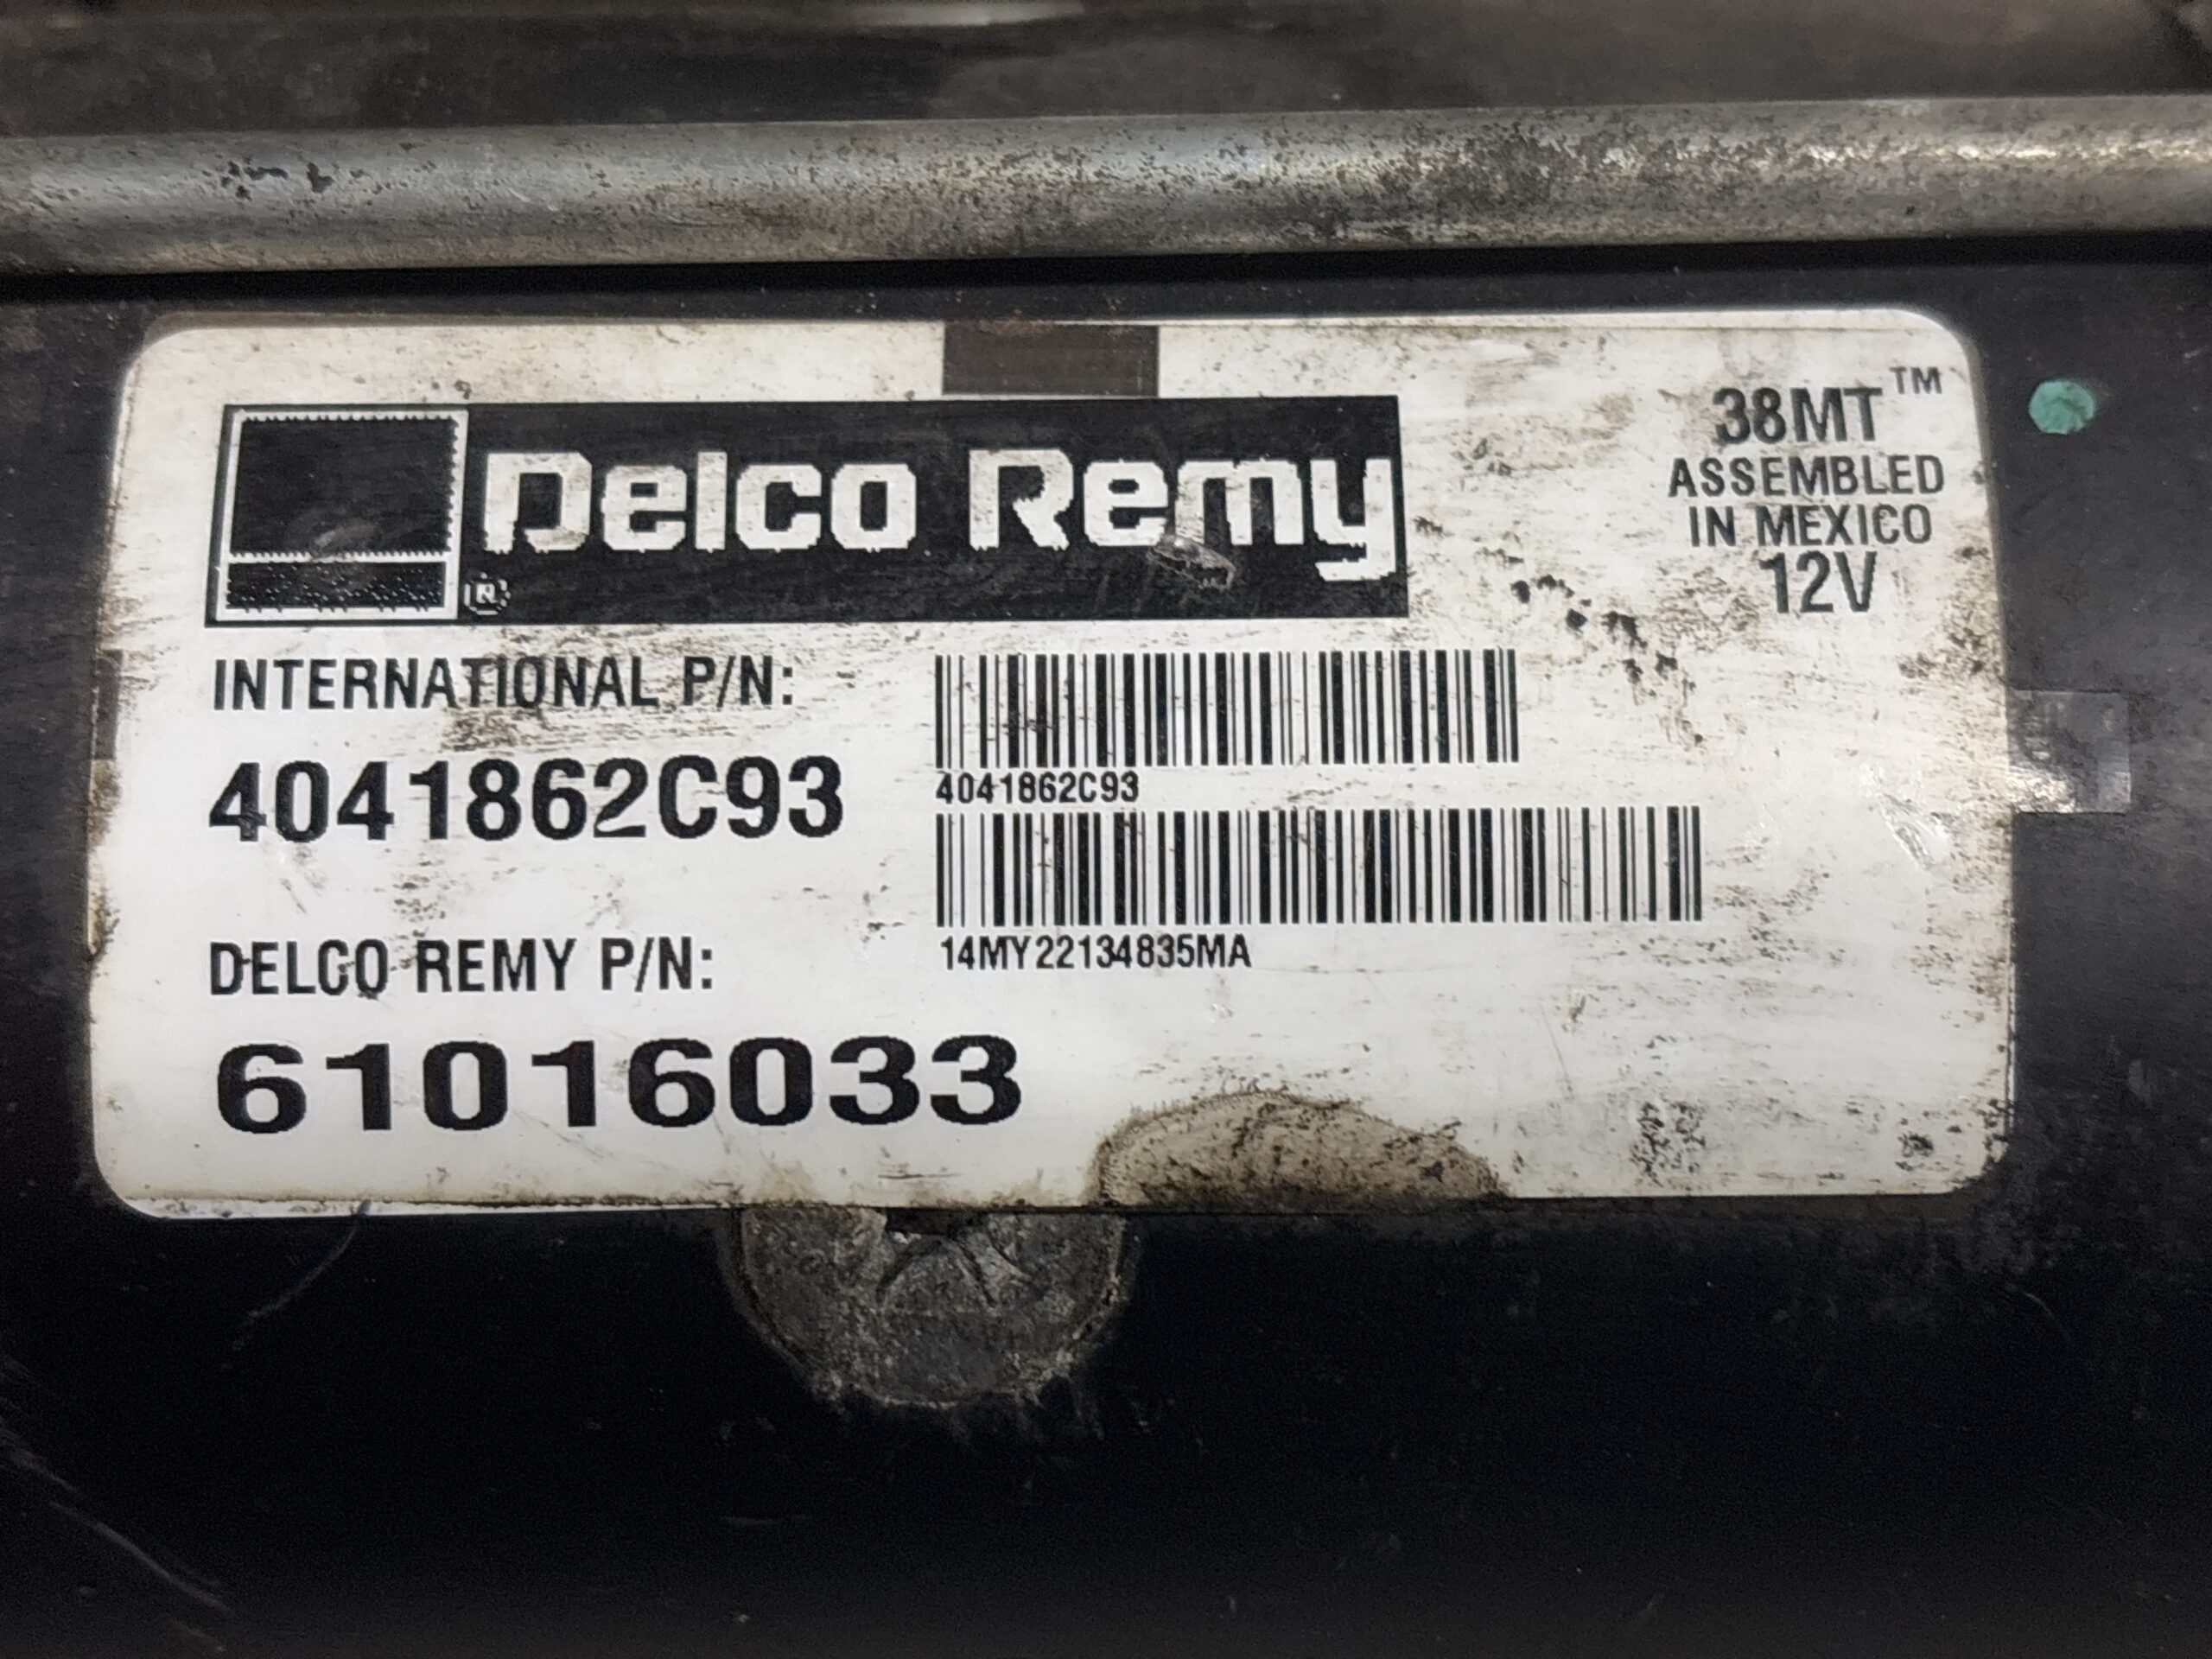 Delco Remy
®
38MT™
ASSEMBLED
IN MEXICO
12V
INTERNATIONAL P/N:
4041862C93
4041862C93
14MY22134835MA
DELCO REMY P/N:
61016033